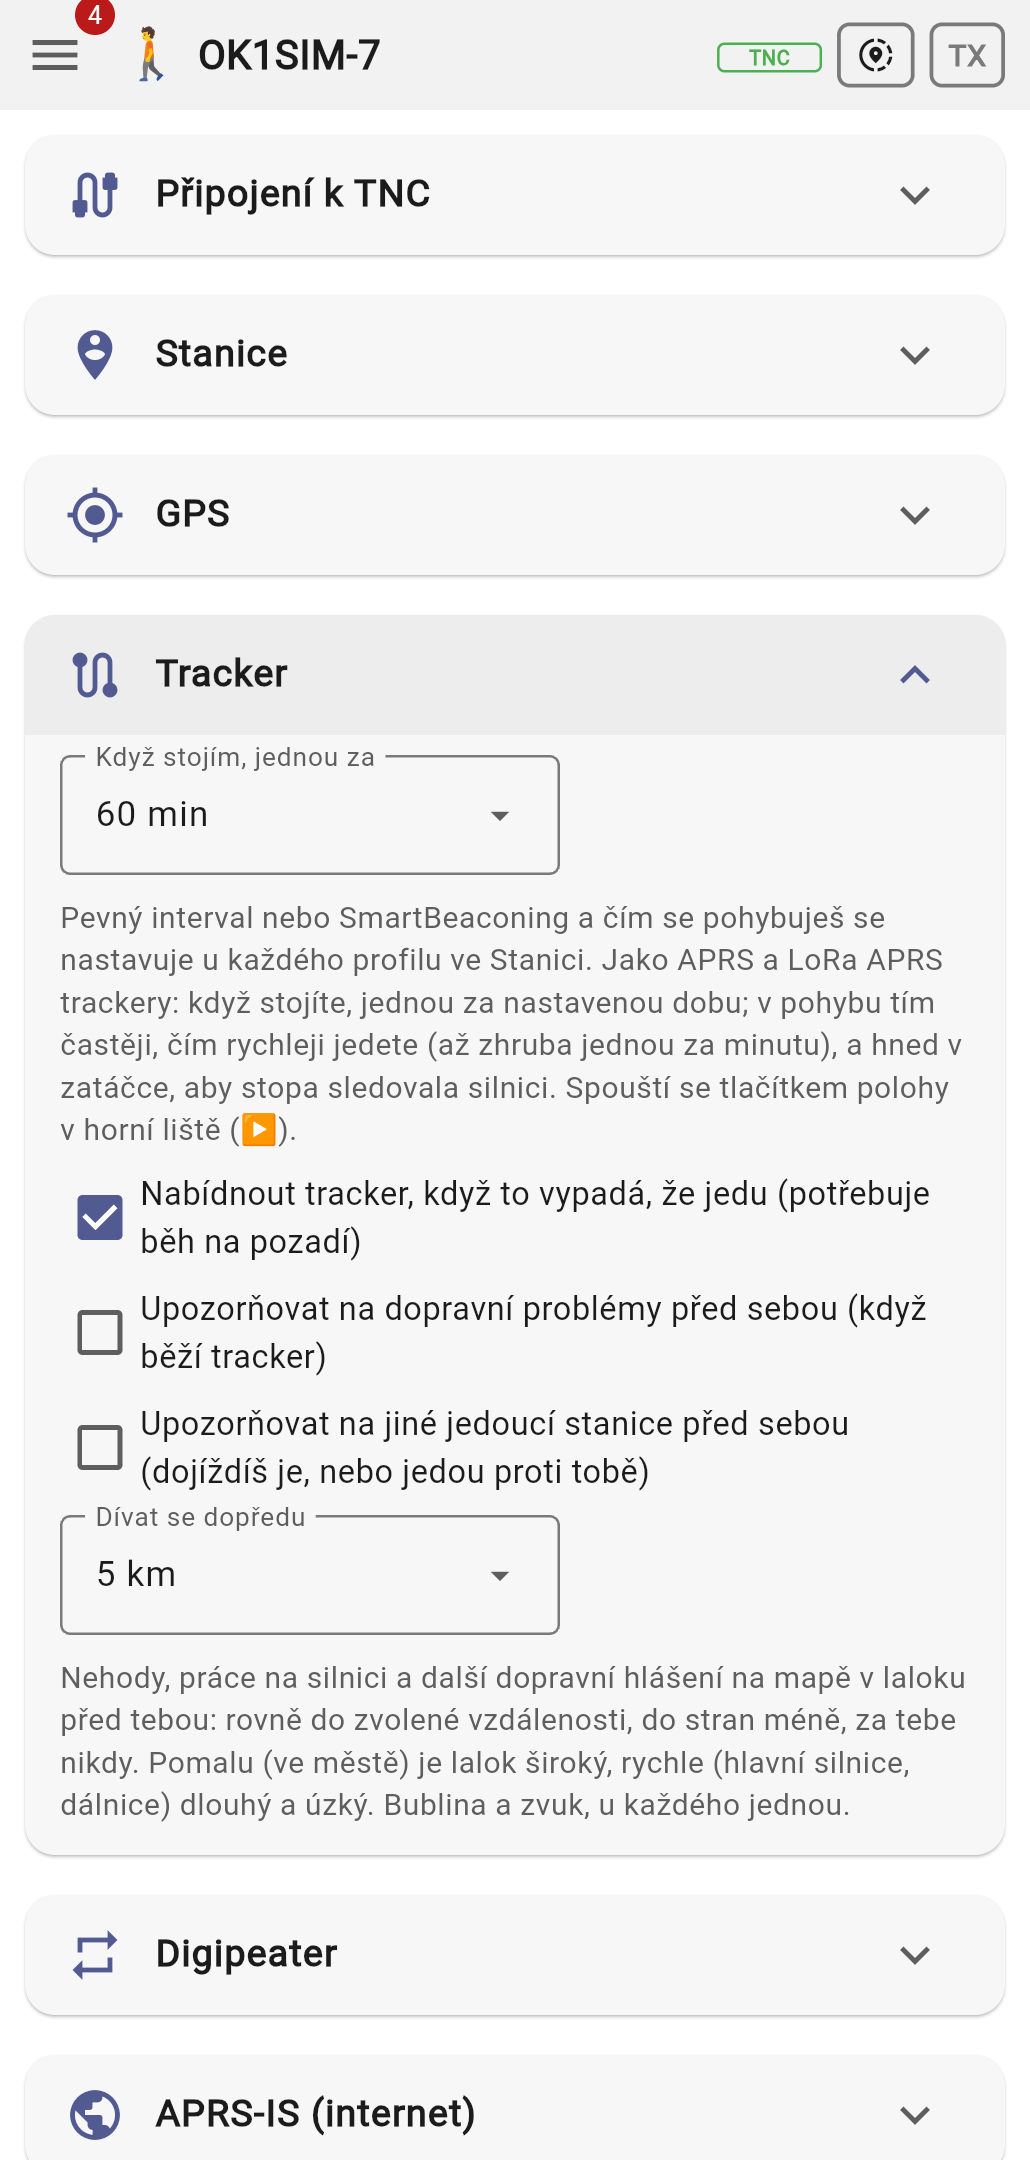 4
OK1SIM-7
TNC
TX
Připojení k TNC
Stanice
GPS
Tracker
Když stojím, jednou za
60 min
Pevný interval nebo SmartBeaconing a čím se pohybuješ se
nastavuje u každého profilu ve Stanici. Jako APRS a LoRa APRS
trackery: když stojíte, jednou za nastavenou dobu; v pohybu tím
častěji, čím rychleji jedete (až zhruba jednou za minutu), a hned v
zatáčce, aby stopa sledovala silnici. Spouští se tlačítkem polohy
v horní liště (▶️).
Nabídnout tracker, když to vypadá, že jedu (potřebuje
běh na pozadí)
Upozorňovat na dopravní problémy před sebou (když
běží tracker)
Upozorňovat na jiné jedoucí stanice před sebou
(dojíždíš je, nebo jedou proti tobě)
Dívat se dopředu
5 km
Nehody, práce na silnici a další dopravní hlášení na mapě v laloku
před tebou: rovně do zvolené vzdálenosti, do stran méně, za tebe
nikdy. Pomalu (ve městě) je lalok široký, rychle (hlavní silnice,
dálnice) dlouhý a úzký. Bublina a zvuk, u každého jednou.
Digipeater
APRS-IS (internet)